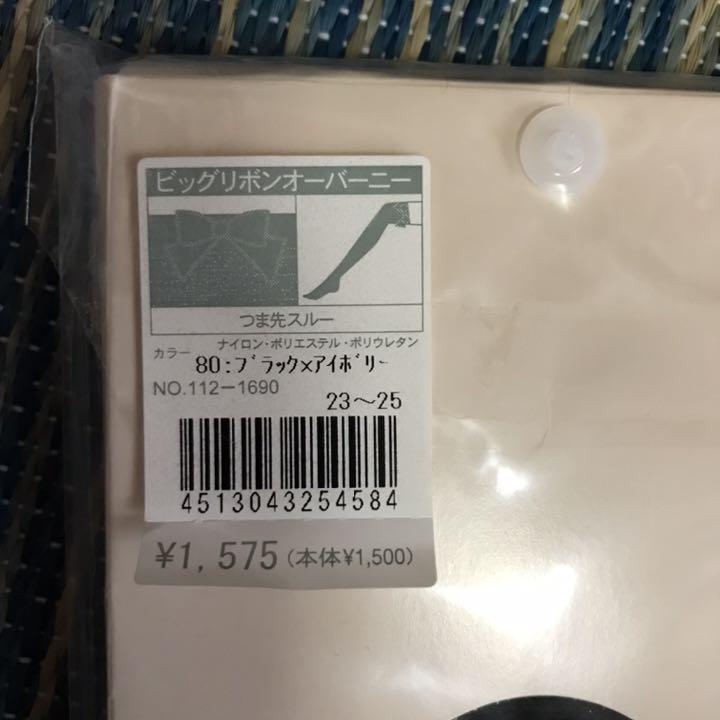 ビッグリボンオーバーニー
つま先スルー
ナイロン・ポリエステル・ポリウレタン
カラー
80:ﾌﾞﾗｯｸ×ｱｲﾎﾞﾘｰ
NO.112−1690
23〜25
4513043254584
¥1,575(本体¥1,500)